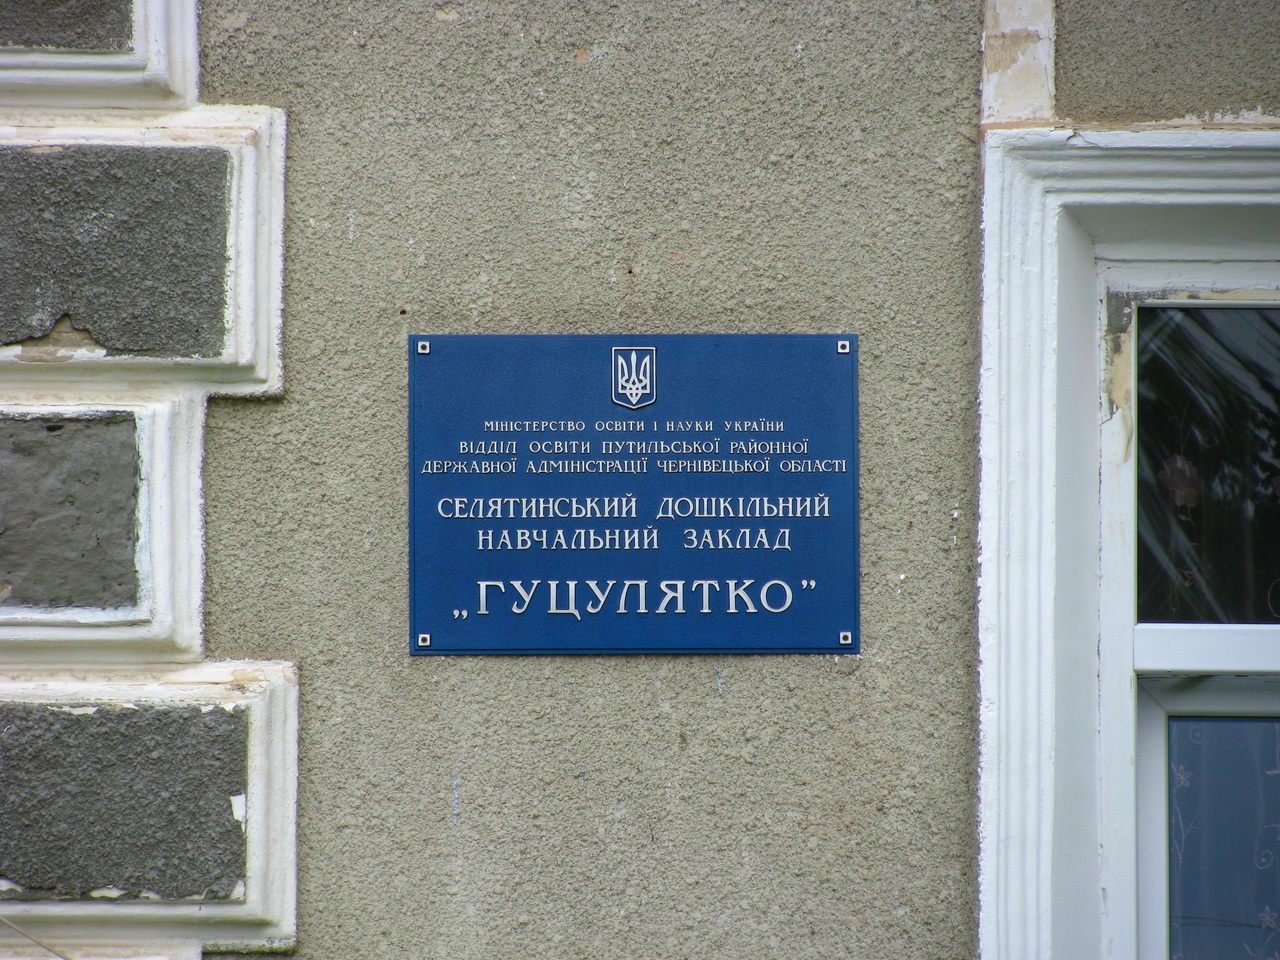 МІНІСТЕРСТВО ОСВІТИ І НАУКИ УКРАЇНИ
ВІДДІЛ ОСВІТИ ПУТИЛЬСЬКОЇ РАЙОННОЇ
ДЕРЖАВНОЇ АДМІНІСТРАЦІЇ ЧЕРНІВЕЦЬКОЇ ОБЛАСТІ
СЕЛЯТИНСЬКИЙ ДОШКІЛЬНИЙ
НАВЧАЛЬНИЙ ЗАКЛАД
„ГУЦУЛЯТКО”